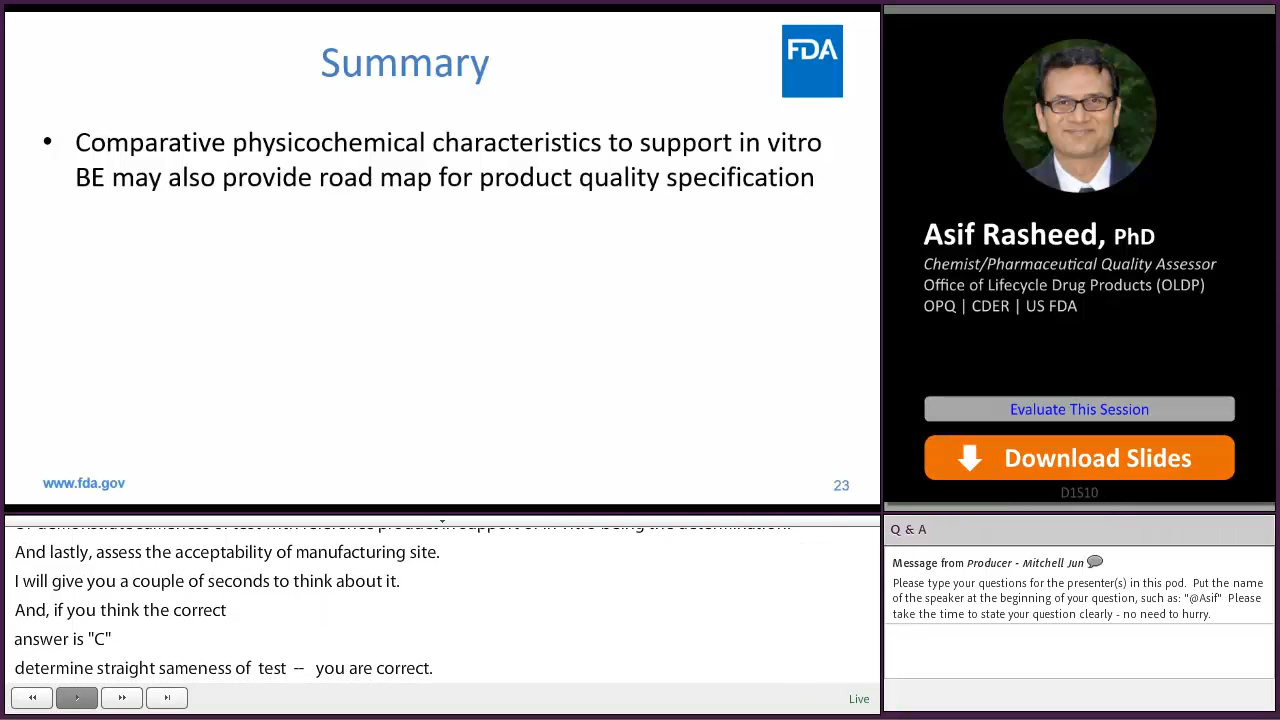 Summary
FDA
• Comparative physicochemical characteristics to support in vitro
BE may also provide road map for product quality specification
www.fda.gov
23
Asif Rasheed, PhD
Chemist/Pharmaceutical Quality Assessor
Office of Lifecycle Drug Products (OLDP)
OPQ | CDER | US FDA
Evaluate This Session
Download Slides
D1S10
And lastly, assess the acceptability of manufacturing site.
I will give you a couple of seconds to think about it.
And, if you think the correct
answer is "C"
determine straight sameness of test -- you are correct.
Live
Q & A
Message from Producer - Mitchell Jun
Please type your questions for the presenter(s) in this pod. Put the name
of the speaker at the beginning of your question, such as: "@Asif" Please
take the time to state your question clearly - no need to hurry.